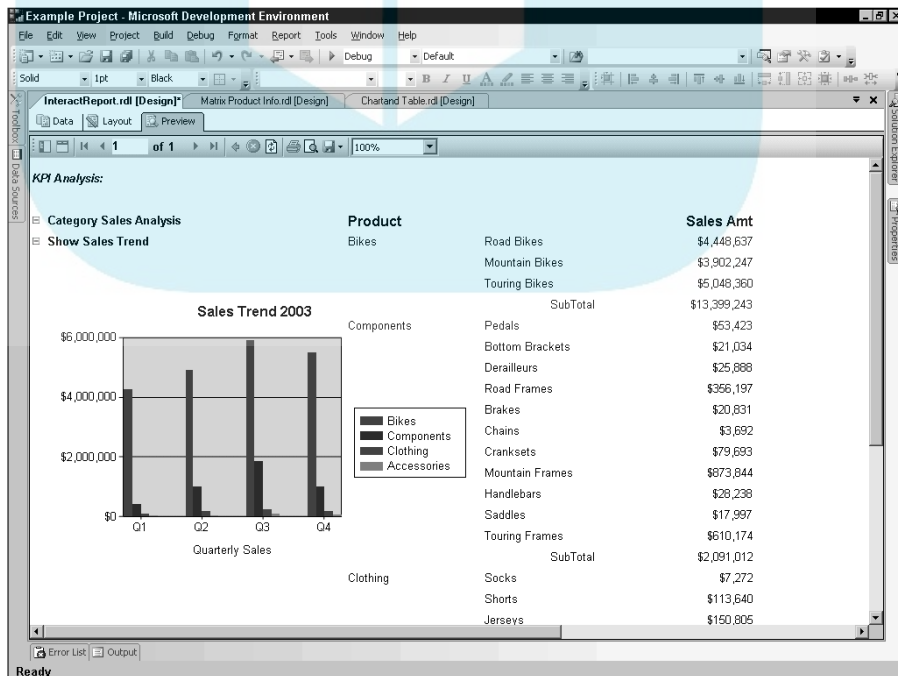 Example Project - Microsoft Development Environment
File Edit View Project Build Debug Format Report Tools Window Help
Debug Default
Solid 1pt Black B I U A
InteractReport.rdl [Design]* Matrix Product Info.rdl [Design] Chartand Table.rdl [Design]
Toolbox
Data Sources
Solution Explorer
Properties
Data Layout Preview
1 of 1 100%
KPI Analysis:
Category Sales Analysis Product Sales Amt
Show Sales Trend Bikes Road Bikes $4,448,637
Mountain Bikes $3,902,247
Touring Bikes $5,048,360
SubTotal $13,399,243
Components Pedals $53,423
Bottom Brackets $21,034
Derailleurs $25,888
Road Frames $356,197
Brakes $20,831
Chains $3,692
Cranksets $79,693
Mountain Frames $873,844
Handlebars $28,238
Saddles $17,997
Touring Frames $610,174
SubTotal $2,091,012
Clothing Socks $7,272
Shorts $113,640
Jerseys $150,805
Sales Trend 2003
$6,000,000
$4,000,000
$2,000,000
$0
Q1 Q2 Q3 Q4
Quarterly Sales
Bikes
Components
Clothing
Accessories
Error List Output
Ready